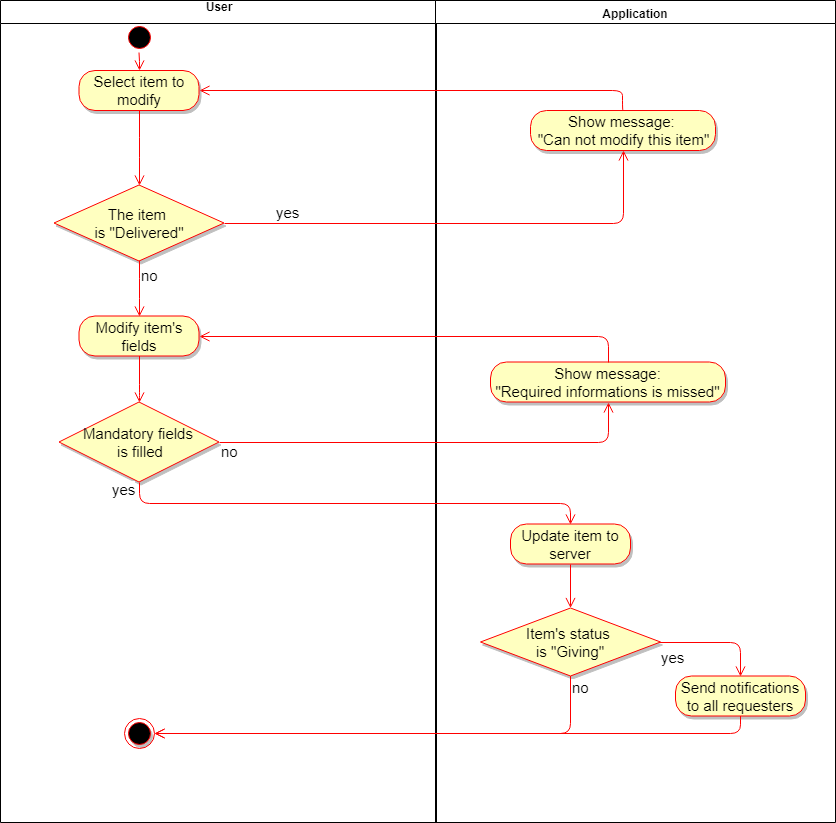 User
Application
Select item to
modify
Show message:
"Can not modify this item"
The item
is "Delivered"
yes
no
Modify item's
fields
Show message:
"Required informations is missed"
Mandatory fields
is filled
no
yes
Update item to
server
Item's status
is "Giving"
yes
no
Send notifications
to all requesters